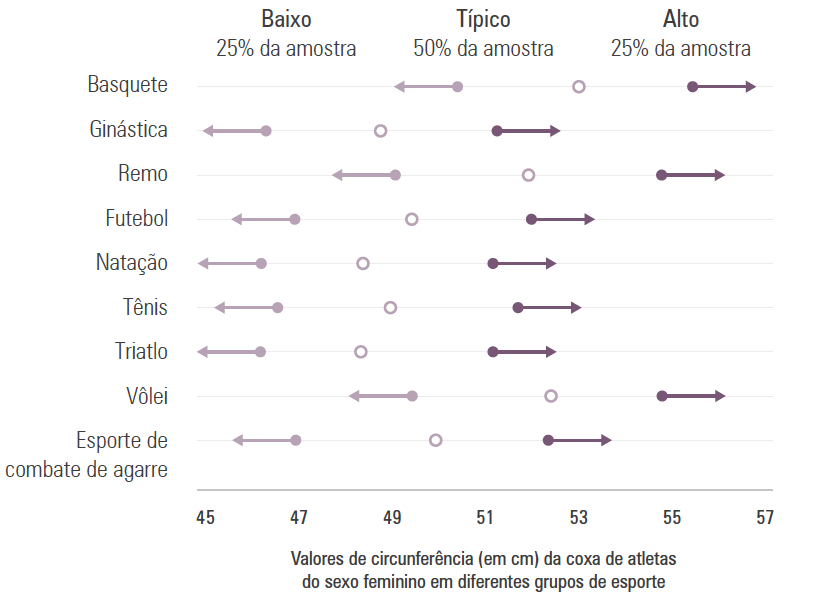 Baixo
Típico
Alto
25% da amostra
50% da amostra
25% da amostra
Basquete
Ginástica
Remo
Futebol
Natação
Tênis
Triatlo
Vôlei
Esporte de
combate de agarre
45 47 49 51 53 55 57
Valores de circunferência (em cm) da coxa de atletas
do sexo feminino em diferentes grupos de esporte